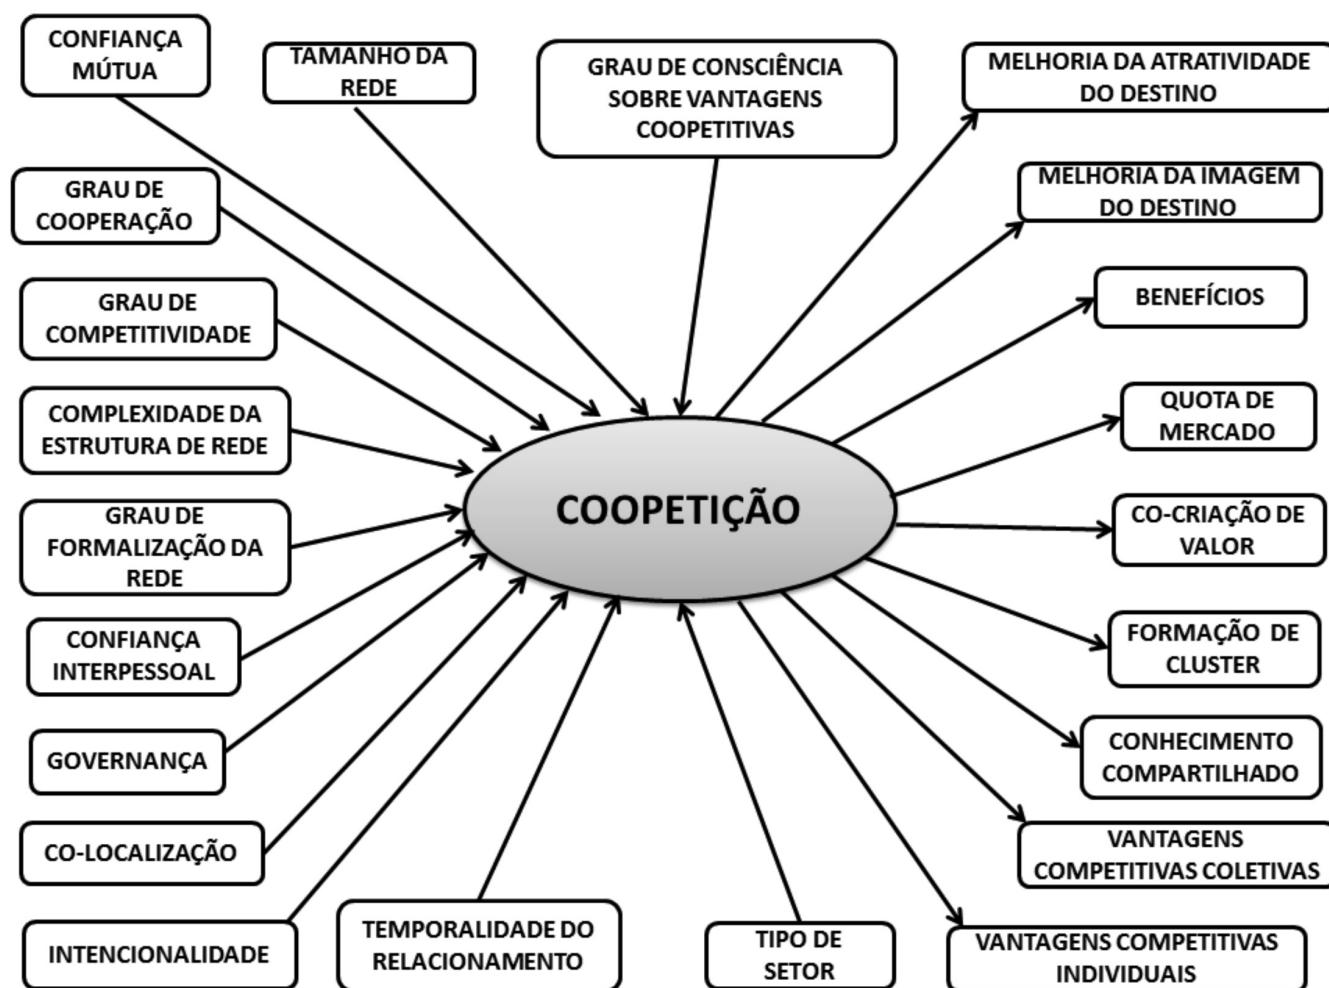 CONFIANÇA
MÚTUA
TAMANHO DA
REDE
GRAU DE CONSCIÊNCIA
SOBRE VANTAGENS
COOPETITIVAS
MELHORIA DA ATRATIVIDADE
DO DESTINO
GRAU DE
COOPERAÇÃO
MELHORIA DA IMAGEM
DO DESTINO
GRAU DE
COMPETITIVIDADE
BENEFÍCIOS
COMPLEXIDADE DA
ESTRUTURA DE REDE
QUOTA DE
MERCADO
COOPETIÇÃO
GRAU DE
FORMALIZAÇÃO DA
REDE
CO-CRIAÇÃO DE
VALOR
CONFIANÇA
INTERPESSOAL
FORMAÇÃO DE
CLUSTER
GOVERNANÇA
CONHECIMENTO
COMPARTILHADO
CO-LOCALIZAÇÃO
VANTAGENS
COMPETITIVAS COLETIVAS
INTENCIONALIDADE
TEMPORALIDADE DO
RELACIONAMENTO
TIPO DE
SETOR
VANTAGENS COMPETITIVAS
INDIVIDUAIS